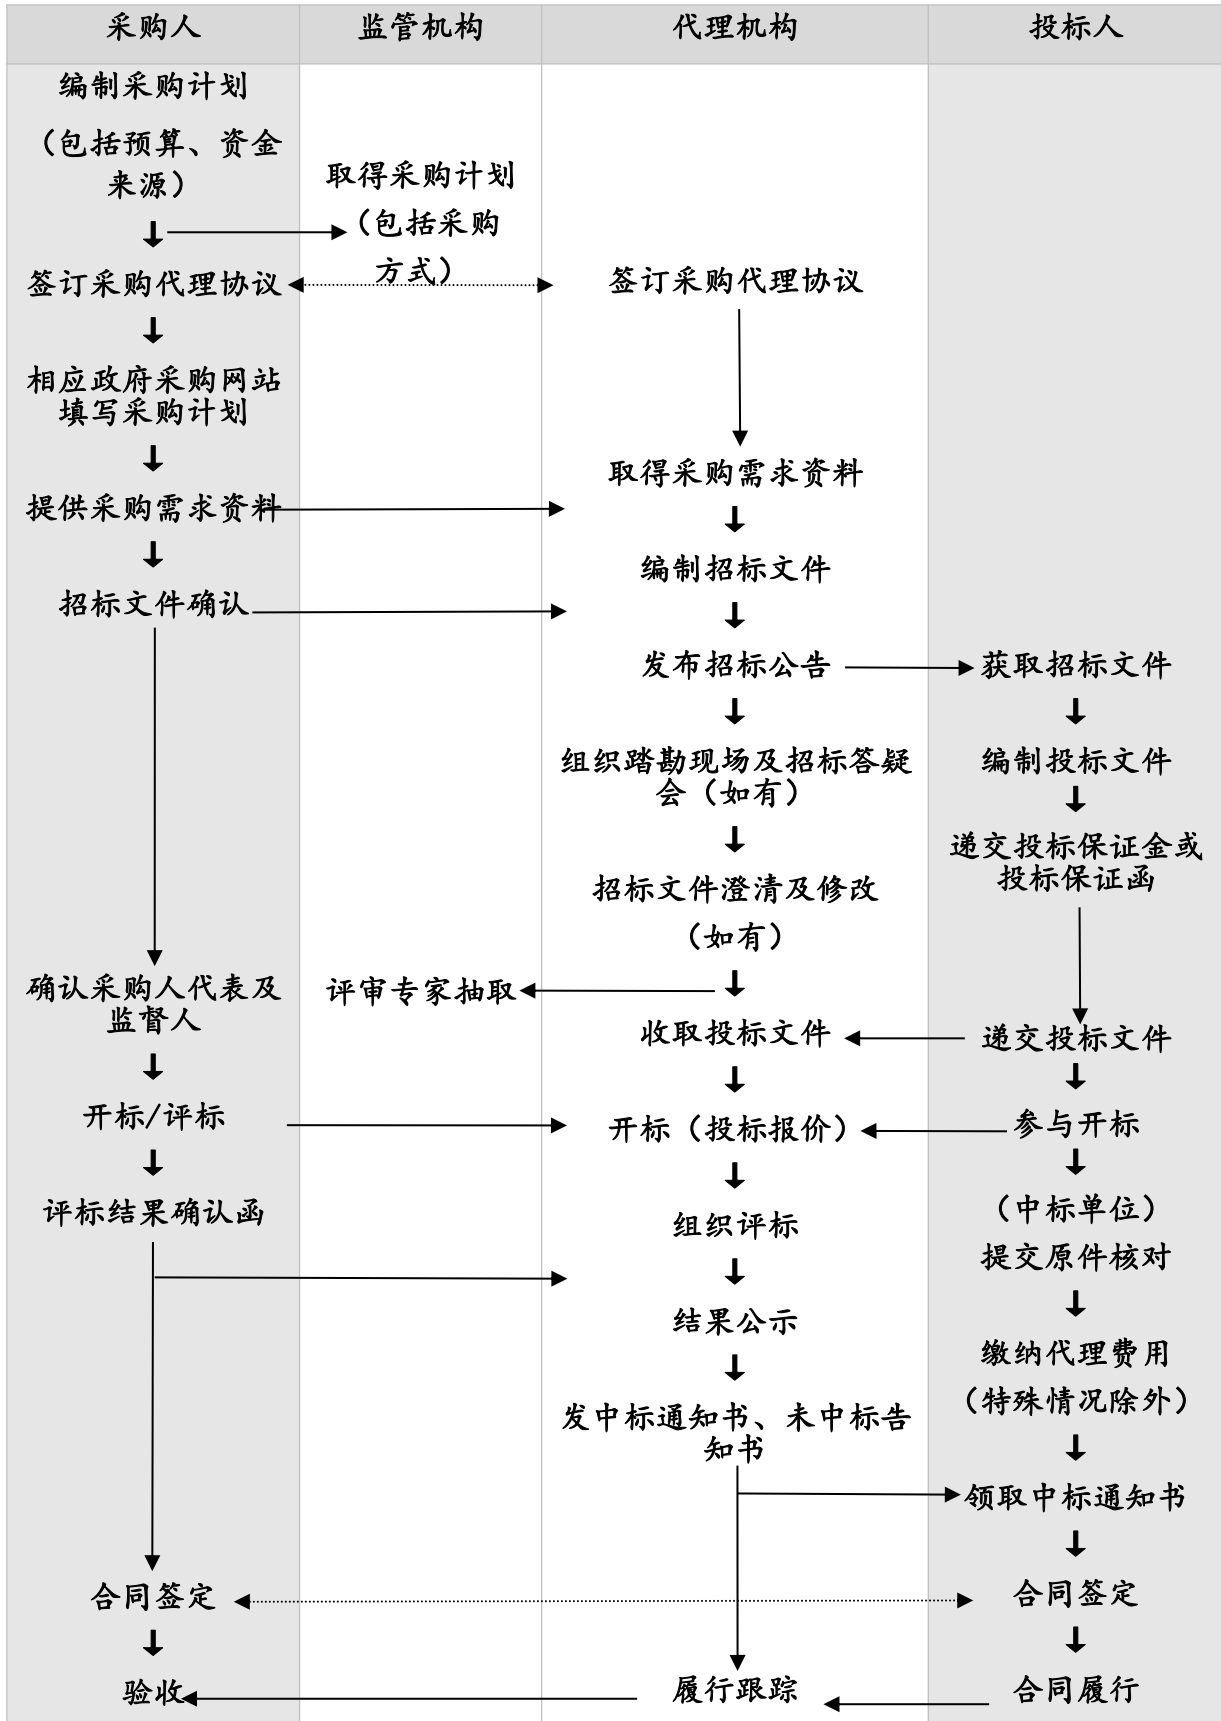 采购人
监管机构
代理机构
投标人
编制采购计划
（包括预算、资金
来源）
签订采购代理协议
相应政府采购网站
填写采购计划
提供采购需求资料
招标文件确认
确认采购人代表及
监督人
开标/评标
评标结果确认函
合同签定
验收
取得采购计划
（包括采购
方式）
评审专家抽取
签订采购代理协议
取得采购需求资料
编制招标文件
发布招标公告
组织踏勘现场及招标答疑
会（如有）
招标文件澄清及修改
（如有）
收取投标文件
开标（投标报价）
组织评标
结果公示
发中标通知书、未中标告
知书
履行跟踪
获取招标文件
编制投标文件
递交投标保证金或
投标保证函
递交投标文件
参与开标
（中标单位）
提交原件核对
缴纳代理费用
（特殊情况除外）
领取中标通知书
合同签定
合同履行